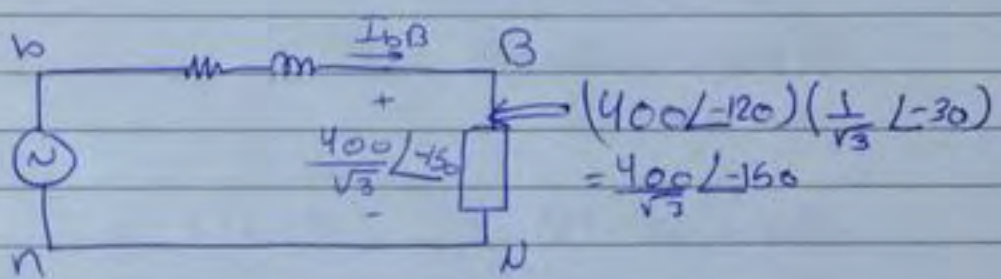 b
I_bB
B
+
(400∠-120)(1/√3 ∠-30)
400/√3 ∠-150
= 400/√3 ∠-150
-
n
N